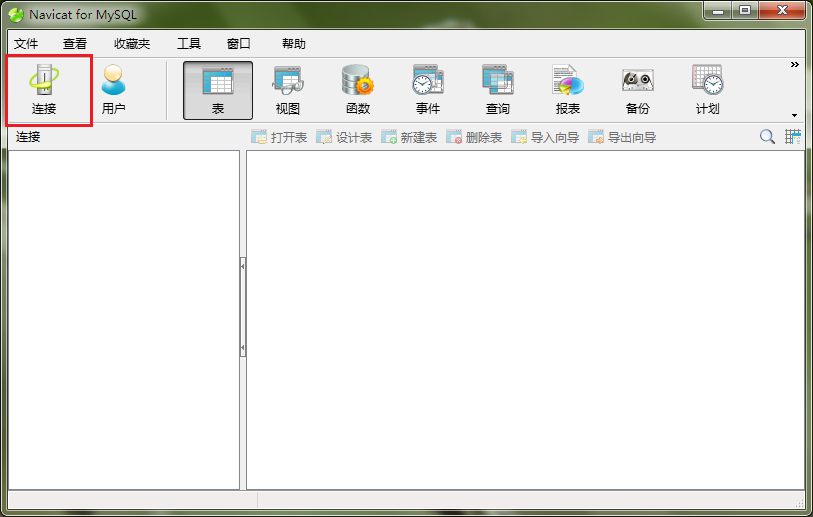 Navicat for MySQL
文件 查看 收藏夹 工具 窗口 帮助
连接 用户 表 视图 函数 事件 查询 报表 备份 计划
连接 打开表 设计表 新建表 删除表 导入向导 导出向导